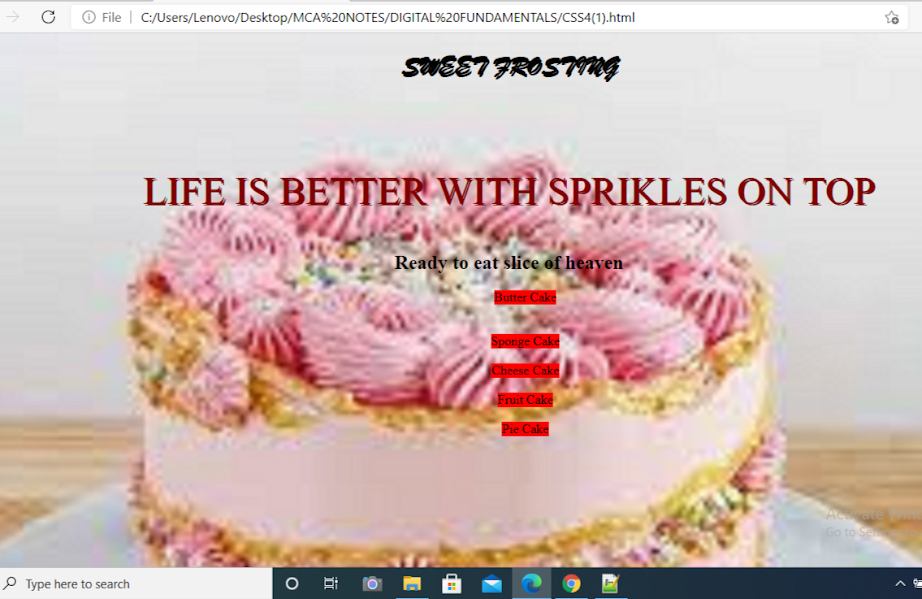 File | C:/Users/Lenovo/Desktop/MCA%20NOTES/DIGITAL%20FUNDAMENTALS/CSS4(1).html
SWEET FROSTING
LIFE IS BETTER WITH SPRIKLES ON TOP
Ready to eat slice of heaven
Butter Cake
Sponge Cake
Cheese Cake
Fruit Cake
Pie Cake
Activate Win
Go to Se
Type here to search